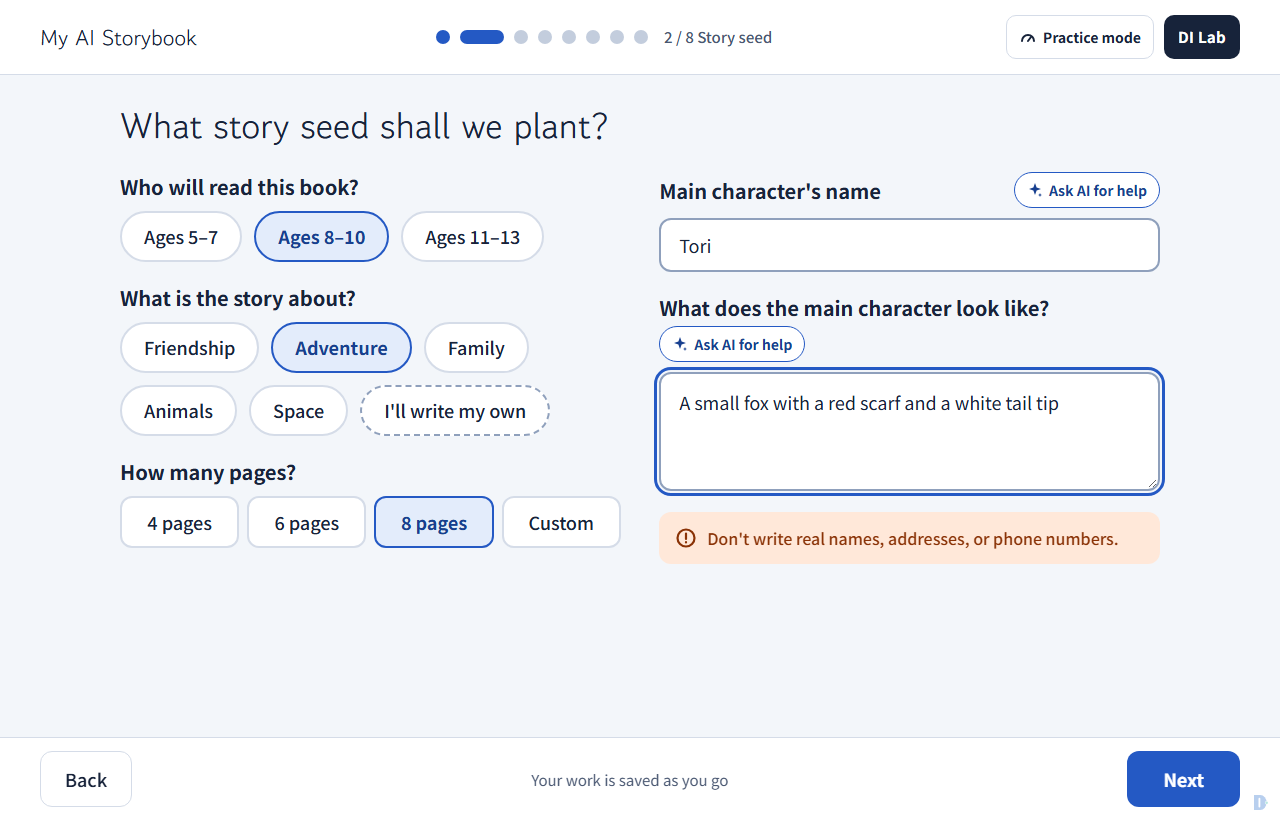 My AI Storybook
2 / 8 Story seed
Practice mode
DI Lab
What story seed shall we plant?
Who will read this book?
Ages 5–7
Ages 8–10
Ages 11–13
What is the story about?
Friendship
Adventure
Family
Animals
Space
I'll write my own
How many pages?
4 pages
6 pages
8 pages
Custom
Main character's name
Ask AI for help
Tori
What does the main character look like?
Ask AI for help
A small fox with a red scarf and a white tail tip
Don't write real names, addresses, or phone numbers.
Back
Your work is saved as you go
Next